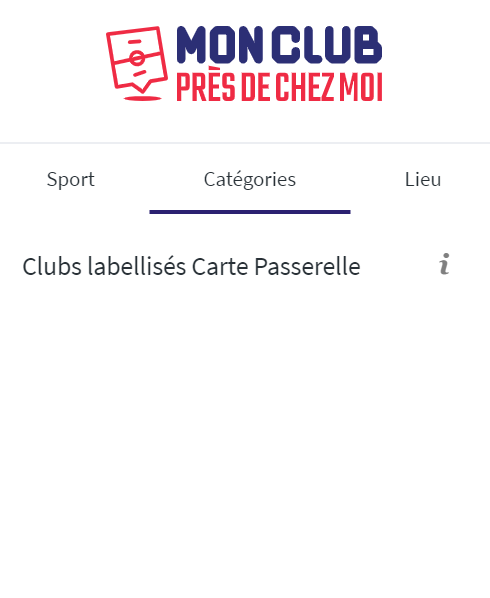 MON CLUB
PRÈS DE CHEZ MOI
Sport Catégories Lieu
Clubs labellisés Carte Passerelle i